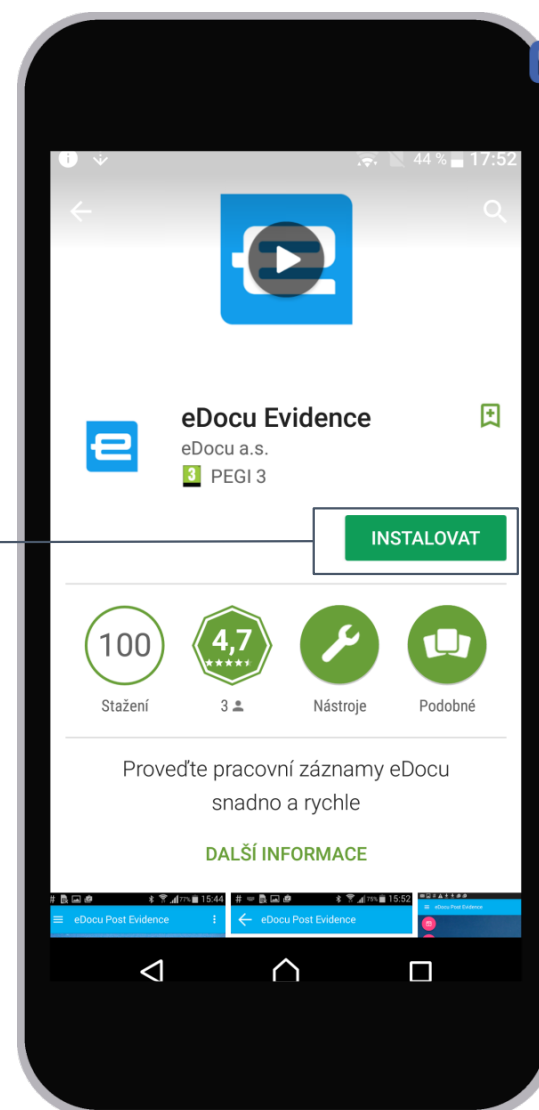 44 % 17:52
eDocu Evidence
eDocu a.s.
3 PEGI 3
INSTALOVAT
100
4,7
Stažení
3
Nástroje
Podobné
Proveďte pracovní záznamy eDocu
snadno a rychle
DALŠÍ INFORMACE
77% 15:44
75% 15:52
eDocu Post Evidence
eDocu Post Evidence
eDocu Post Evidence